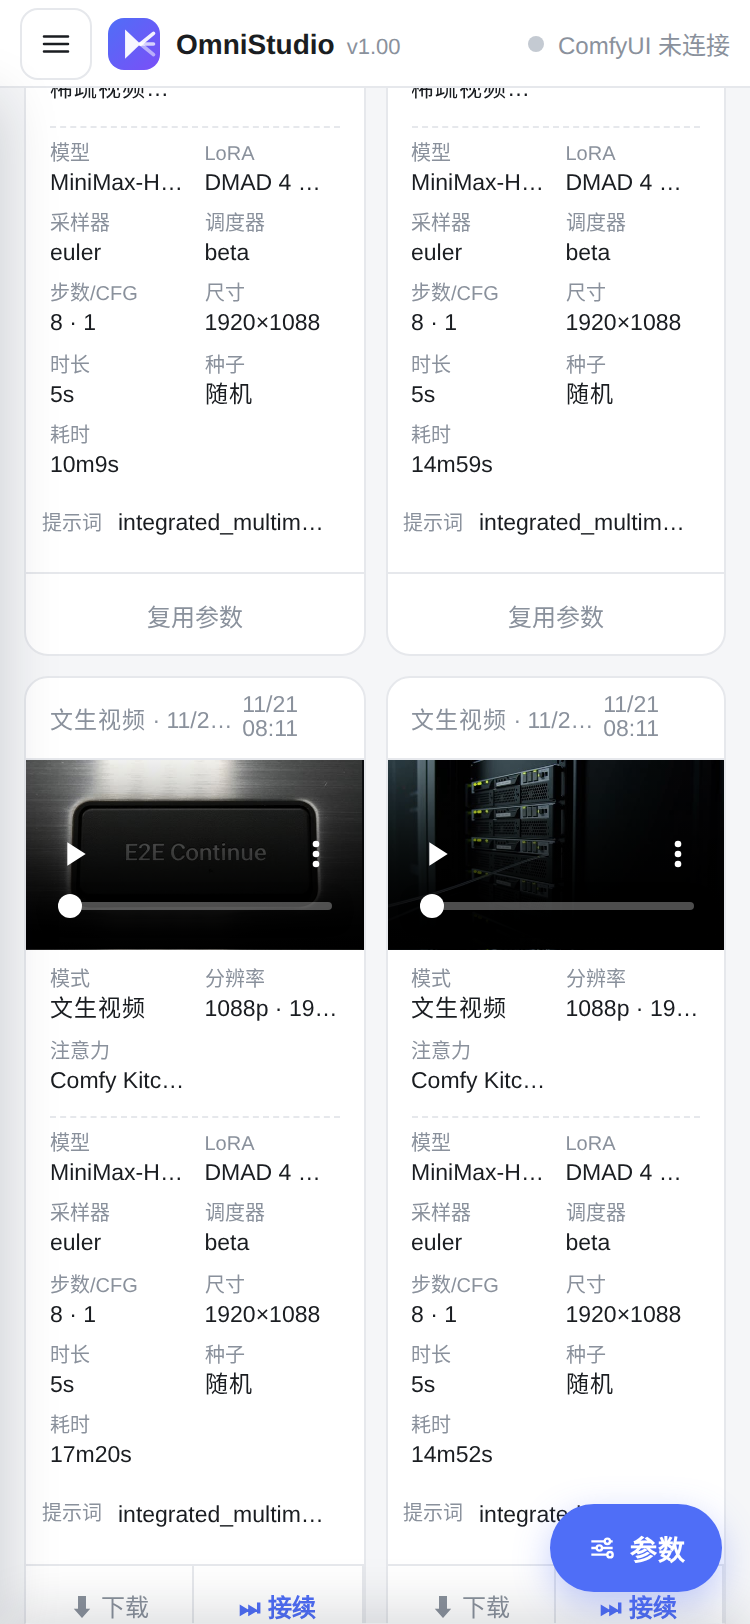 OmniStudio v1.00 ComfyUI 未连接
稀疏视频… 稀疏视频…
模型 LoRA 模型 LoRA
MiniMax-H… DMAD 4 … MiniMax-H… DMAD 4 …
采样器 调度器 采样器 调度器
euler beta euler beta
步数/CFG 尺寸 步数/CFG 尺寸
8 · 1 1920×1088 8 · 1 1920×1088
时长 种子 时长 种子
5s 随机 5s 随机
耗时 耗时
10m9s 14m59s
提示词 integrated_multim… 提示词 integrated_multim…
复用参数 复用参数
文生视频 · 11/2… 11/21 08:11 文生视频 · 11/2… 11/21 08:11
E2E Continue
模式 分辨率 模式 分辨率
文生视频 1088p · 19… 文生视频 1088p · 19…
注意力 注意力
Comfy Kitc… Comfy Kitc…
模型 LoRA 模型 LoRA
MiniMax-H… DMAD 4 … MiniMax-H… DMAD 4 …
采样器 调度器 采样器 调度器
euler beta euler beta
步数/CFG 尺寸 步数/CFG 尺寸
8 · 1 1920×1088 8 · 1 1920×1088
时长 种子 时长 种子
5s 随机 5s 随机
耗时 耗时
17m20s 14m52s
提示词 integrated_multim… 提示词
参数
下载 接续 下载 接续